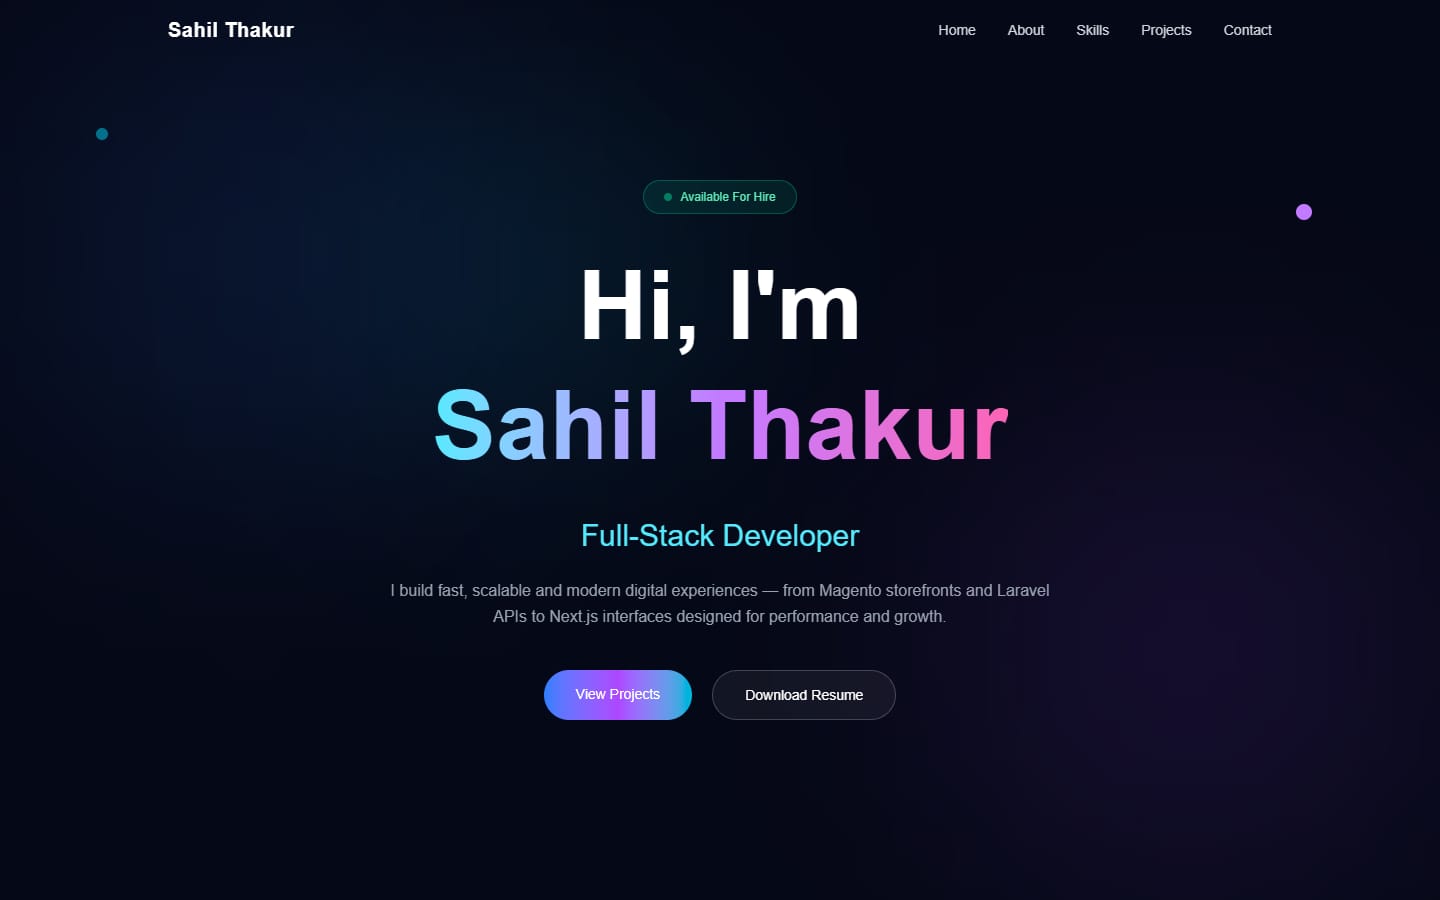 Sahil Thakur
Home About Skills Projects Contact
Available For Hire
Hi, I'm
Sahil Thakur
Full-Stack Developer
I build fast, scalable and modern digital experiences — from Magento storefronts and Laravel
APIs to Next.js interfaces designed for performance and growth.
View Projects Download Resume